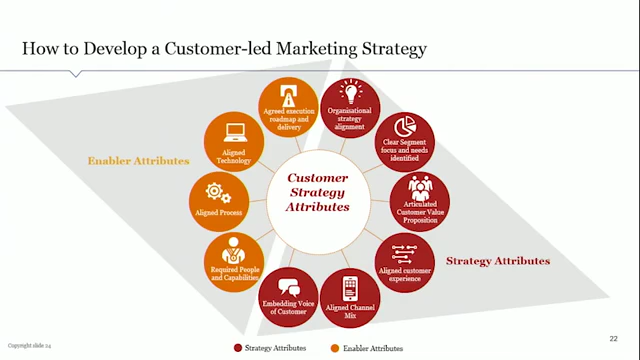 How to Develop a Customer-led Marketing Strategy
Agreed execution
roadmap and
delivery
Organisational
strategy
alignment
Aligned
Technology
Clear Segment
focus and needs
identified
Enabler Attributes
Customer
Strategy
Attributes
Aligned Process
Articulated
Customer Value
Proposition
Required People
and Capabilities
Aligned customer
experience
Strategy Attributes
Embedding Voice
of Customer
Aligned Channel
Mix
Copyright slide 24
22
Strategy Attributes
Enabler Attributes